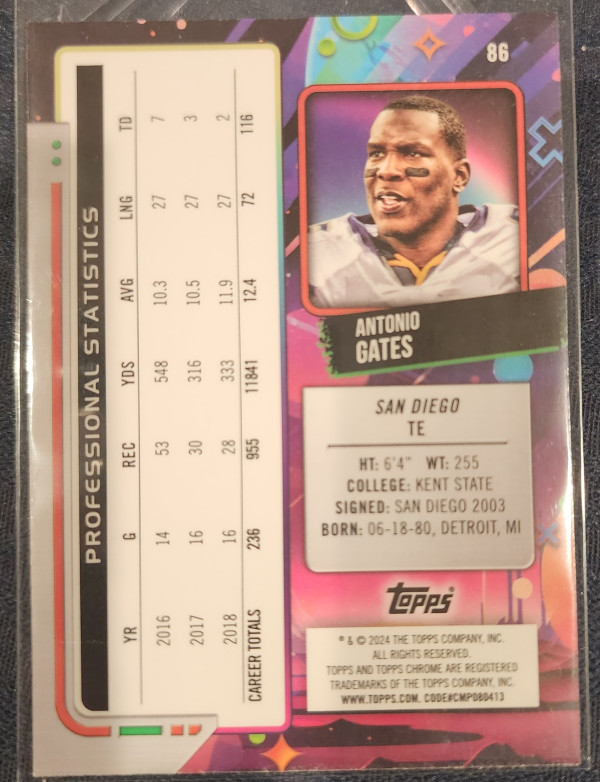 86
ANTONIO
GATES
SAN DIEGO
TE
HT: 6'4" WT: 255
COLLEGE: KENT STATE
SIGNED: SAN DIEGO 2003
BORN: 06-18-80, DETROIT, MI
topps®
® & © 2024 THE TOPPS COMPANY, INC.
ALL RIGHTS RESERVED.
TOPPS AND TOPPS CHROME ARE REGISTERED
TRADEMARKS OF THE TOPPS COMPANY, INC.
WWW.TOPPS.COM. CODE#CMP080413
PROFESSIONAL STATISTICS
YR G REC YDS AVG LNG TD
2016 14 53 548 10.3 27 7
2017 16 30 316 10.5 27 3
2018 16 28 333 11.9 27 2
CAREER TOTALS 236 955 11841 12.4 72 116